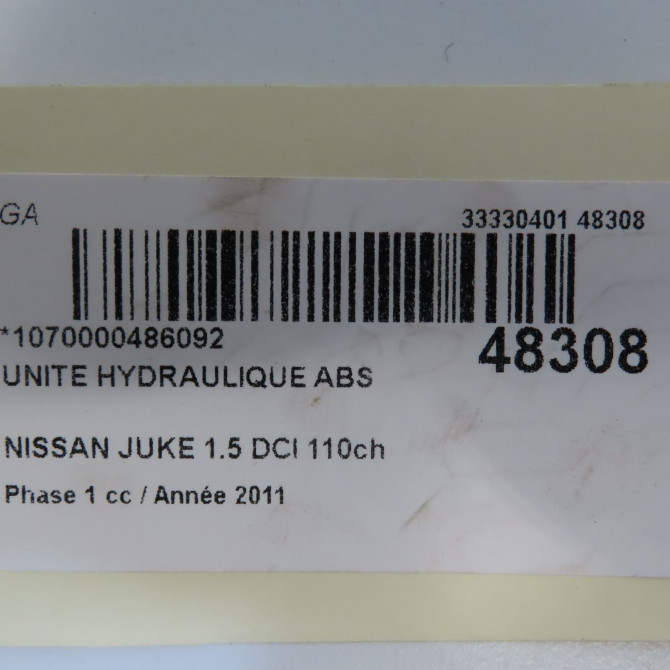 GA 33330401 48308
*1070000486092 48308
UNITE HYDRAULIQUE ABS
NISSAN JUKE 1.5 DCI 110ch
Phase 1 cc / Année 2011